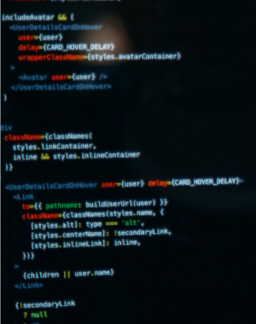 includeAvatar && (
<UserDetailsCardOnHover
user={user}
delay={CARD_HOVER_DELAY}
wrapperClassName={styles.avatarContainer}
>
<Avatar user={user} />
</UserDetailsCardOnHover>
)
div
className={classNames(
styles.linkContainer,
inline && styles.inlineContainer
)}
<UserDetailsCardOnHover user={user} delay={CARD_HOVER_DELAY}>
<Link
to={{ pathname: buildUserUrl(user) }}
className={classNames(styles.name, {
[styles.alt]: type === 'alt',
[styles.centerName]: !secondaryLink,
[styles.inlineLink]: inline,
})}
>
{children || user.name}
</Link>
{!secondaryLink
? null